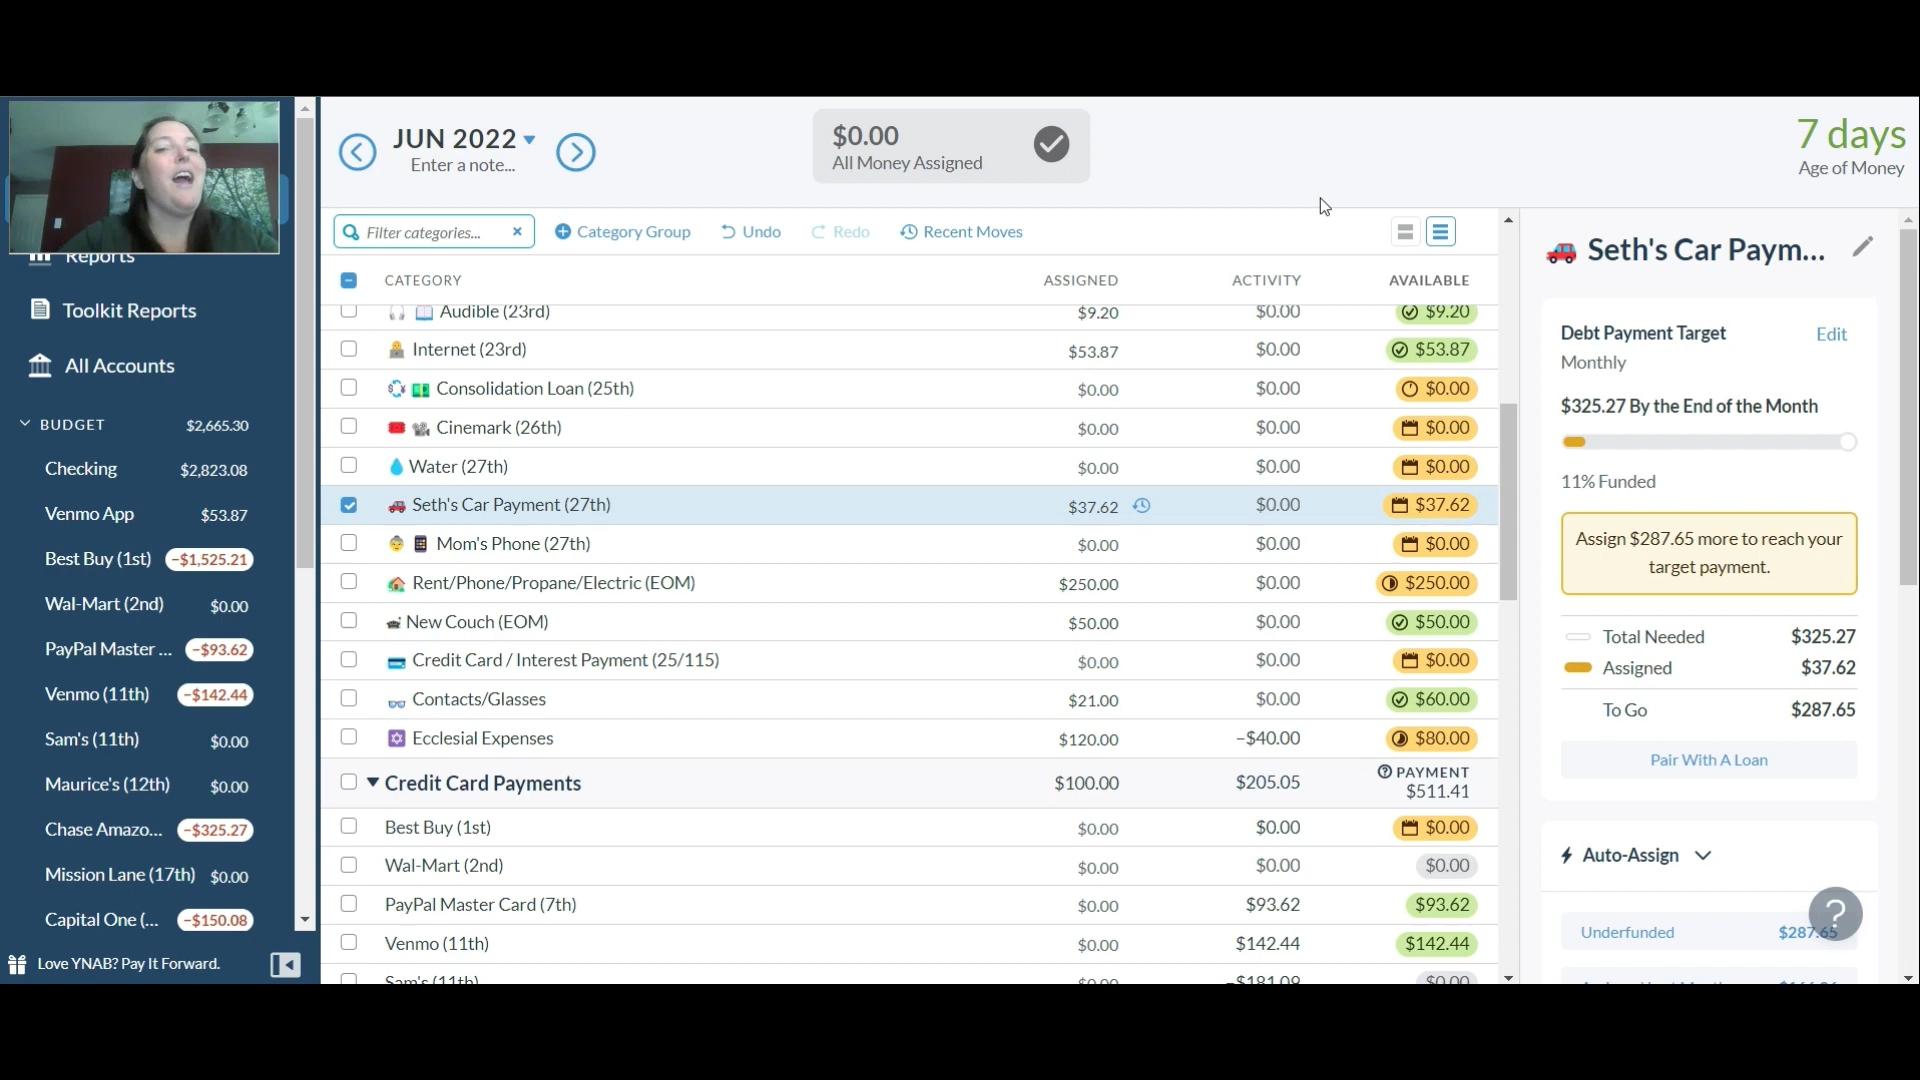 JUN 2022
Enter a note...
$0.00
All Money Assigned
7 days
Age of Money
Reports
Toolkit Reports
All Accounts
BUDGET $2,665.30
Checking $2,823.08
Venmo App $53.87
Best Buy (1st) −$1,525.21
Wal-Mart (2nd) $0.00
PayPal Master ... −$93.62
Venmo (11th) −$142.44
Sam's (11th) $0.00
Maurice's (12th) $0.00
Chase Amazo... −$325.27
Mission Lane (17th) $0.00
Capital One (... −$150.08
Love YNAB? Pay It Forward.
Filter categories... Category Group Undo Redo Recent Moves
CATEGORY ASSIGNED ACTIVITY AVAILABLE
Audible (23rd) $9.20 $0.00 $9.20
Internet (23rd) $53.87 $0.00 $53.87
Consolidation Loan (25th) $0.00 $0.00 $0.00
Cinemark (26th) $0.00 $0.00 $0.00
Water (27th) $0.00 $0.00 $0.00
Seth's Car Payment (27th) $37.62 $0.00 $37.62
Mom's Phone (27th) $0.00 $0.00 $0.00
Rent/Phone/Propane/Electric (EOM) $250.00 $0.00 $250.00
New Couch (EOM) $50.00 $0.00 $50.00
Credit Card / Interest Payment (25/115) $0.00 $0.00 $0.00
Contacts/Glasses $21.00 $0.00 $60.00
Ecclesial Expenses $120.00 −$40.00 $80.00
Credit Card Payments $100.00 $205.05 PAYMENT $511.41
Best Buy (1st) $0.00 $0.00 $0.00
Wal-Mart (2nd) $0.00 $0.00 $0.00
PayPal Master Card (7th) $0.00 $93.62 $93.62
Venmo (11th) $0.00 $142.44 $142.44
Sam's (11th) $0.00 −$181.09 $0.00
Seth's Car Paym...
Debt Payment Target Edit
Monthly
$325.27 By the End of the Month
11% Funded
Assign $287.65 more to reach your
target payment.
Total Needed $325.27
Assigned $37.62
To Go $287.65
Pair With A Loan
Auto-Assign
?
Underfunded $287.65